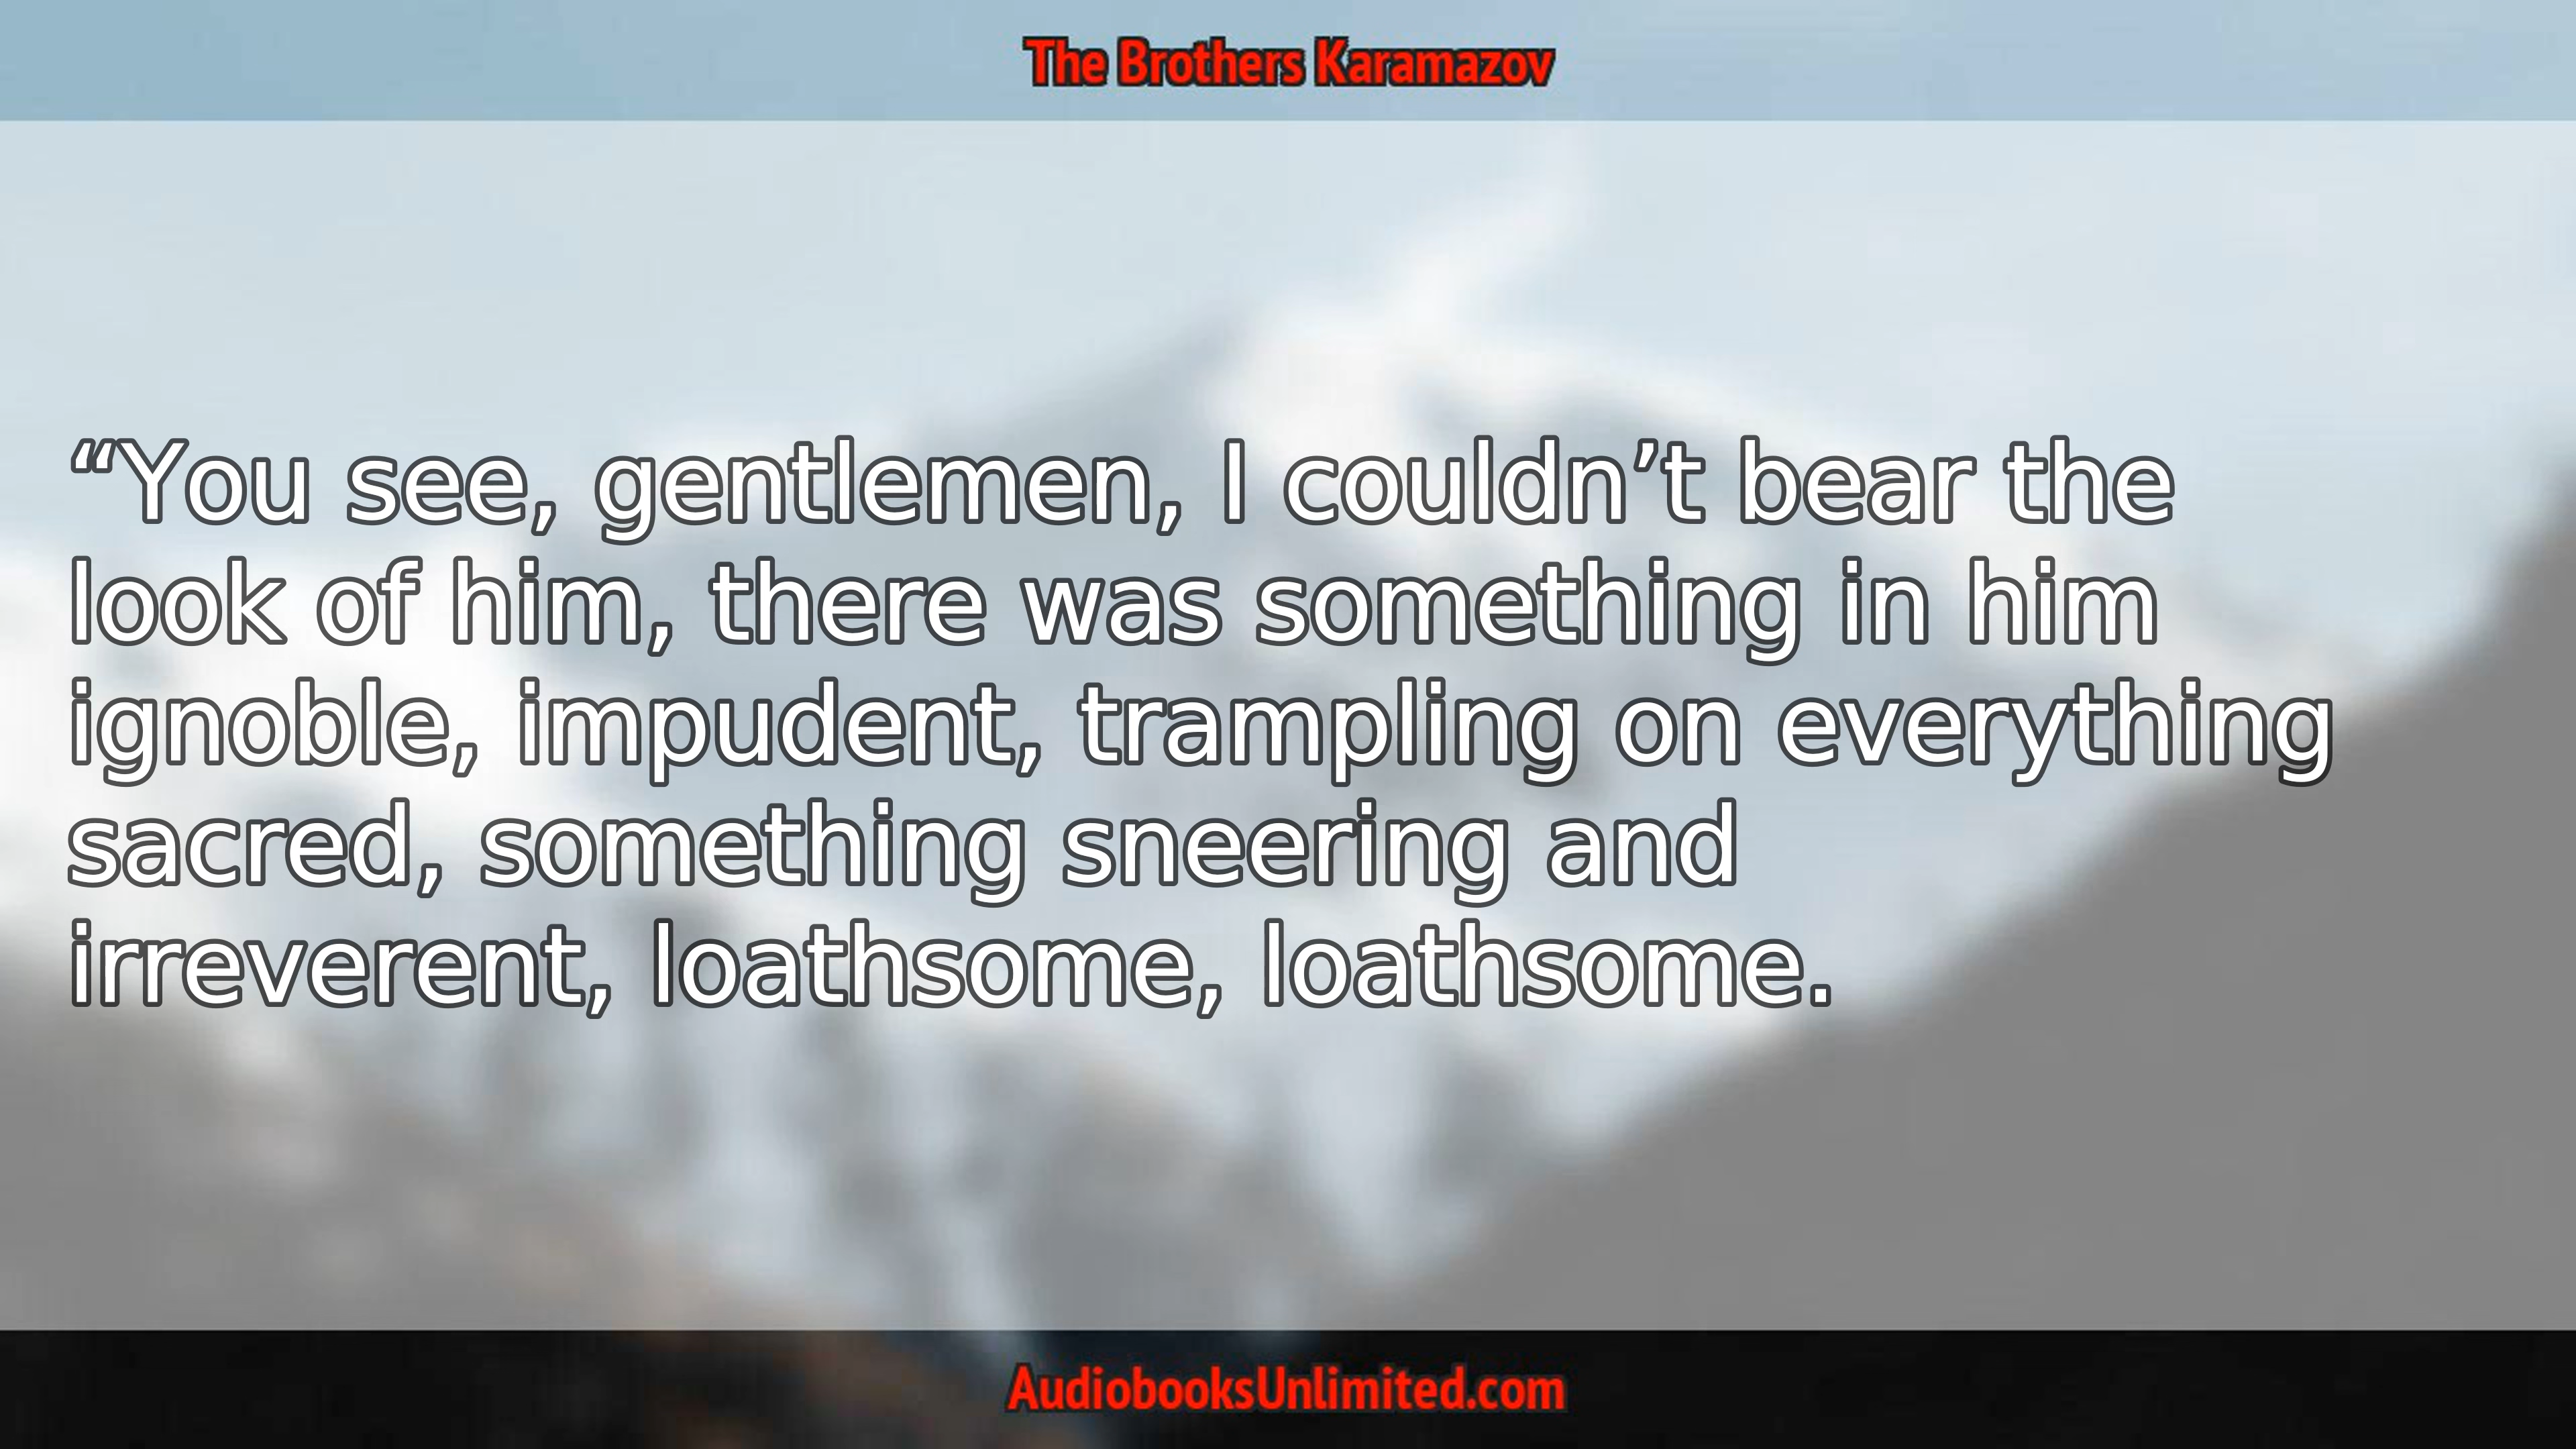 The Brothers Karamazov
“You see, gentlemen, I couldn’t bear the
look of him, there was something in him
ignoble, impudent, trampling on everything
sacred, something sneering and
irreverent, loathsome, loathsome.
AudiobooksUnlimited.com